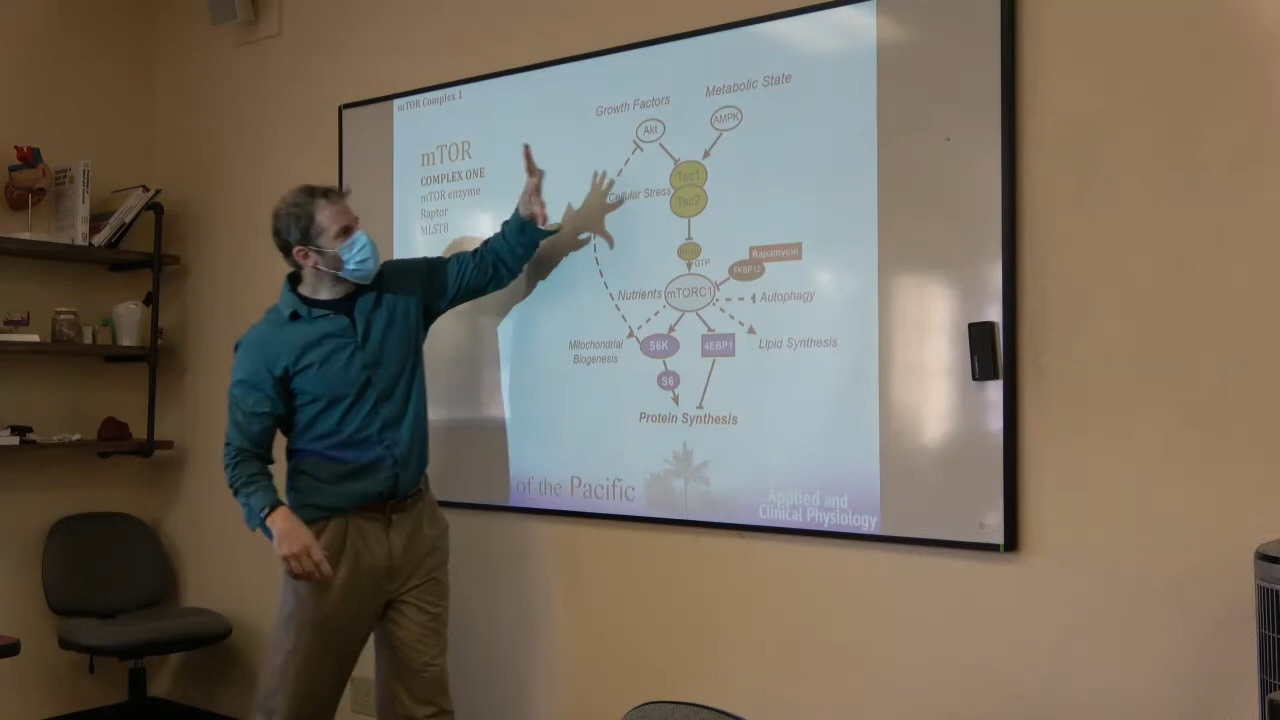 mTOR Complex 1
mTOR
COMPLEX ONE
mTOR enzyme
Raptor
MLST8
Growth Factors
Metabolic State
Akt
AMPK
Cellular Stress
Tsc1
Tsc2
GTP
Rapamycin
FKBP12
Nutrients
mTORC1
Autophagy
Mitochondrial
Biogenesis
S6K
4EBP1
Lipid Synthesis
S6
Protein Synthesis
of the Pacific
Applied and
Clinical Physiology